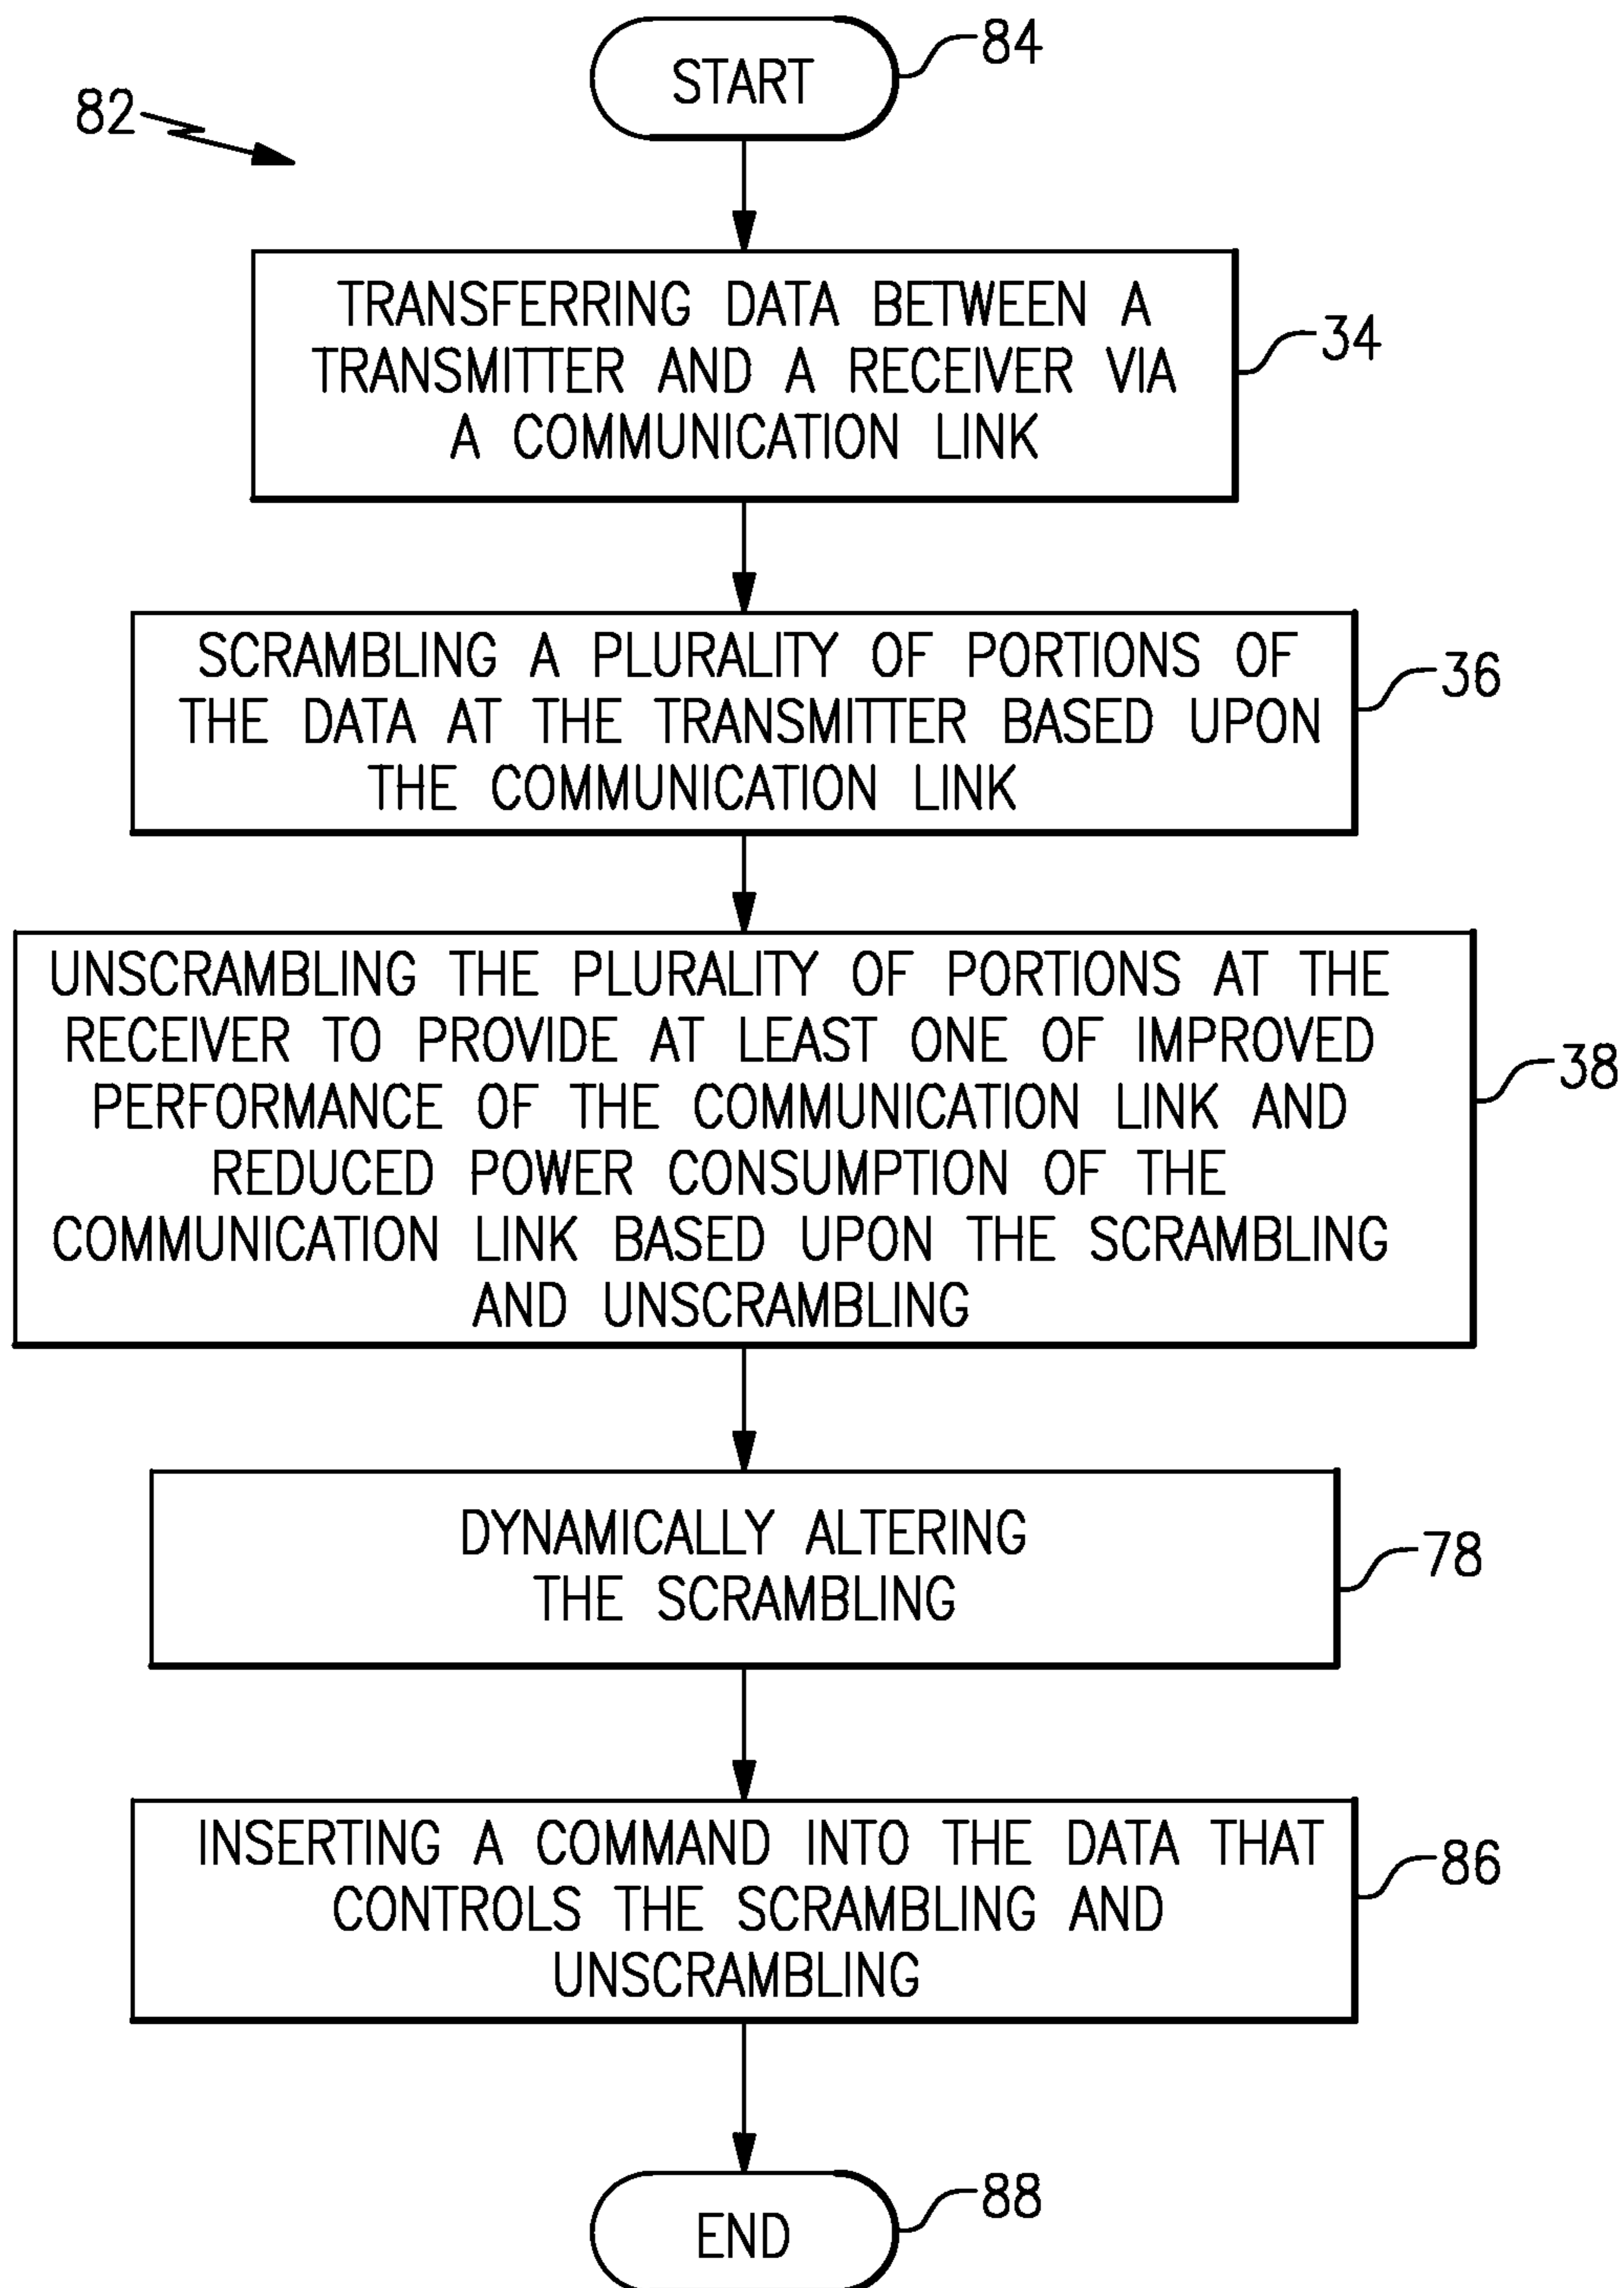 START
84
82
TRANSFERRING DATA BETWEEN A
TRANSMITTER AND A RECEIVER VIA
A COMMUNICATION LINK
34
SCRAMBLING A PLURALITY OF PORTIONS OF
THE DATA AT THE TRANSMITTER BASED UPON
THE COMMUNICATION LINK
36
UNSCRAMBLING THE PLURALITY OF PORTIONS AT THE
RECEIVER TO PROVIDE AT LEAST ONE OF IMPROVED
PERFORMANCE OF THE COMMUNICATION LINK AND
REDUCED POWER CONSUMPTION OF THE
COMMUNICATION LINK BASED UPON THE SCRAMBLING
AND UNSCRAMBLING
38
DYNAMICALLY ALTERING
THE SCRAMBLING
78
INSERTING A COMMAND INTO THE DATA THAT
CONTROLS THE SCRAMBLING AND
UNSCRAMBLING
86
END
88